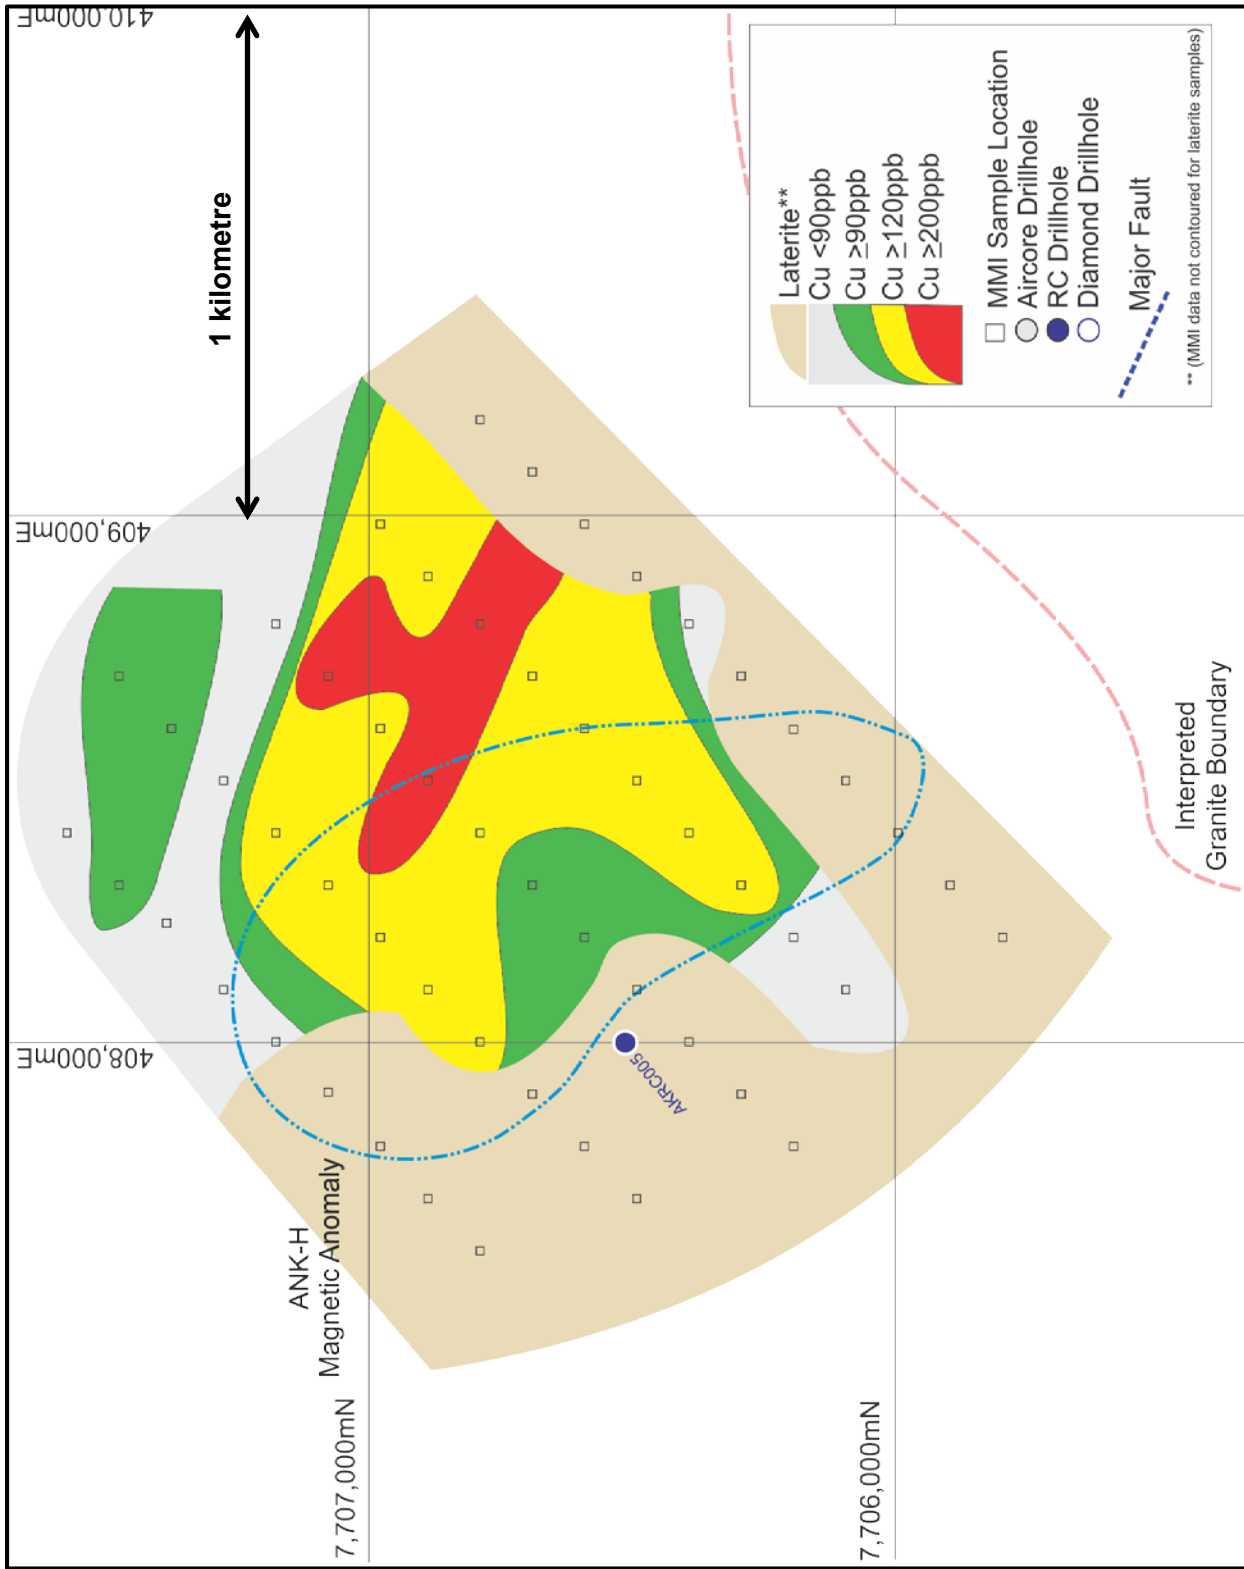 410,000mE
409,000mE
408,000mE
1 kilometre
ANK-H
Magnetic Anomaly
7,707,000mN
7,706,000mN
AKRC005
Interpreted
Granite Boundary
Laterite**
Cu <90ppb
Cu ≥90ppb
Cu ≥120ppb
Cu ≥200ppb
MMI Sample Location
Aircore Drillhole
RC Drillhole
Diamond Drillhole
Major Fault
** (MMI data not contoured for laterite samples)